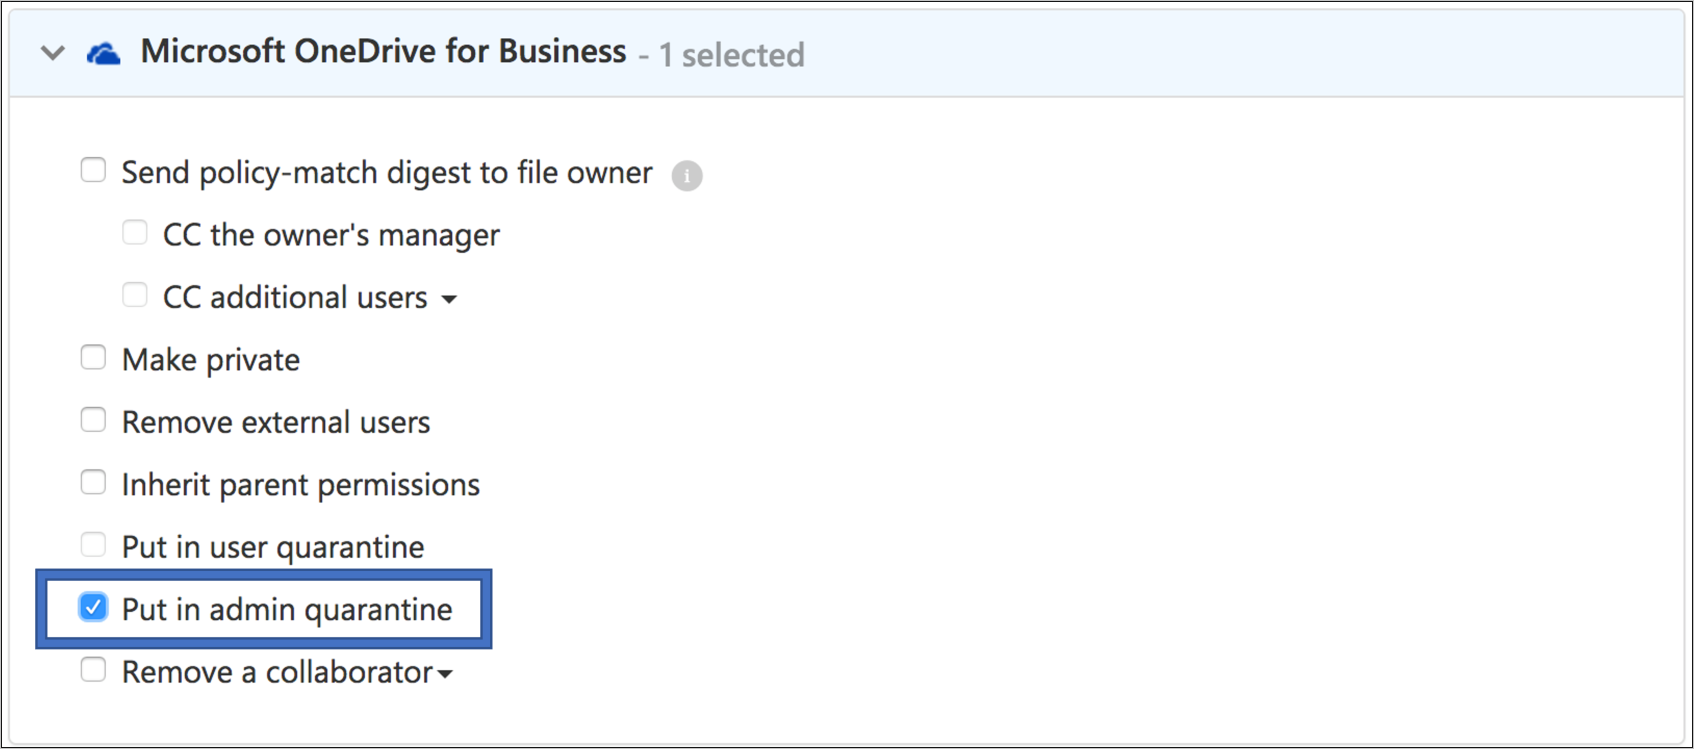 Microsoft OneDrive for Business - 1 selected
Send policy-match digest to file owner i
CC the owner's manager
CC additional users
Make private
Remove external users
Inherit parent permissions
Put in user quarantine
Put in admin quarantine
Remove a collaborator